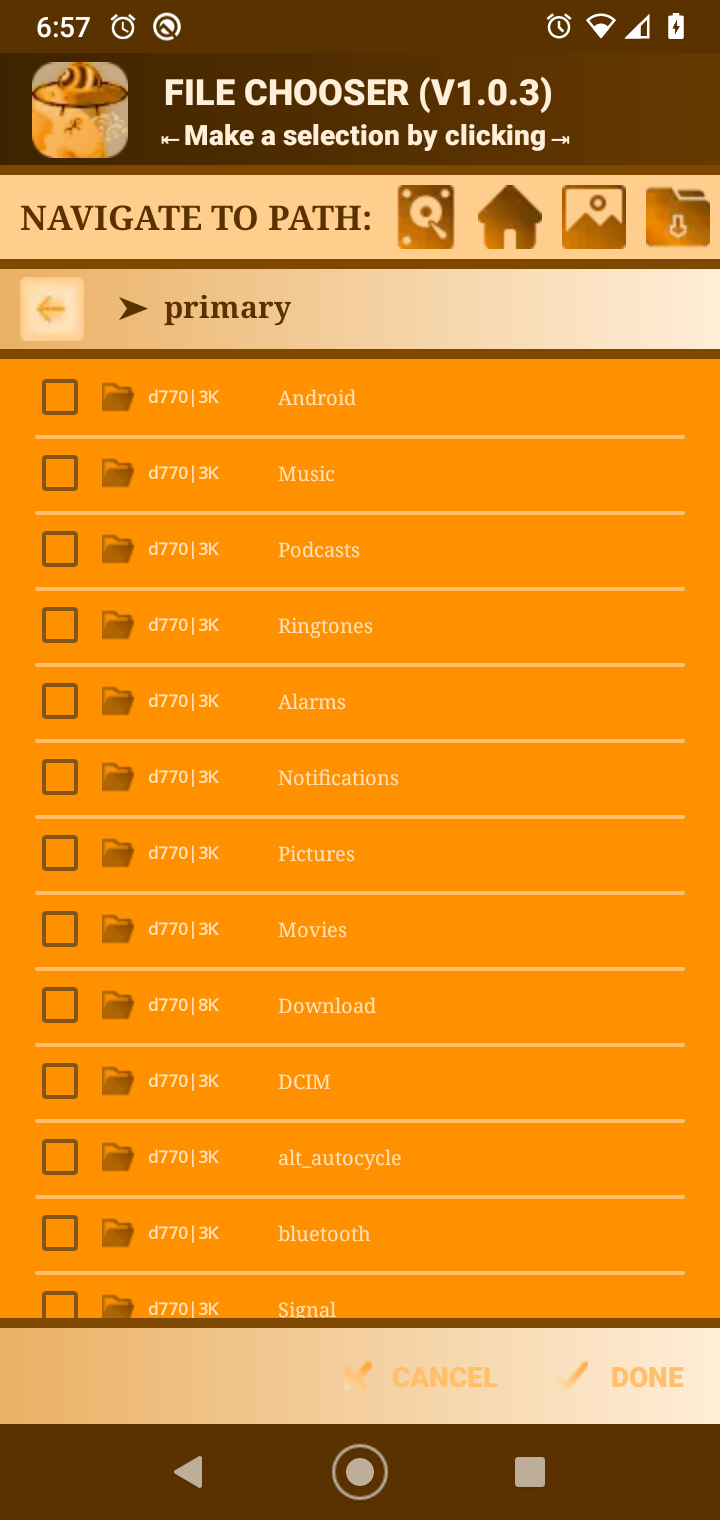 6:57
FILE CHOOSER (V1.0.3)
⇤ Make a selection by clicking ⇥
NAVIGATE TO PATH:
➤ primary
d770|3K Android
d770|3K Music
d770|3K Podcasts
d770|3K Ringtones
d770|3K Alarms
d770|3K Notifications
d770|3K Pictures
d770|3K Movies
d770|8K Download
d770|3K DCIM
d770|3K alt_autocycle
d770|3K bluetooth
d770|3K Signal
CANCEL DONE